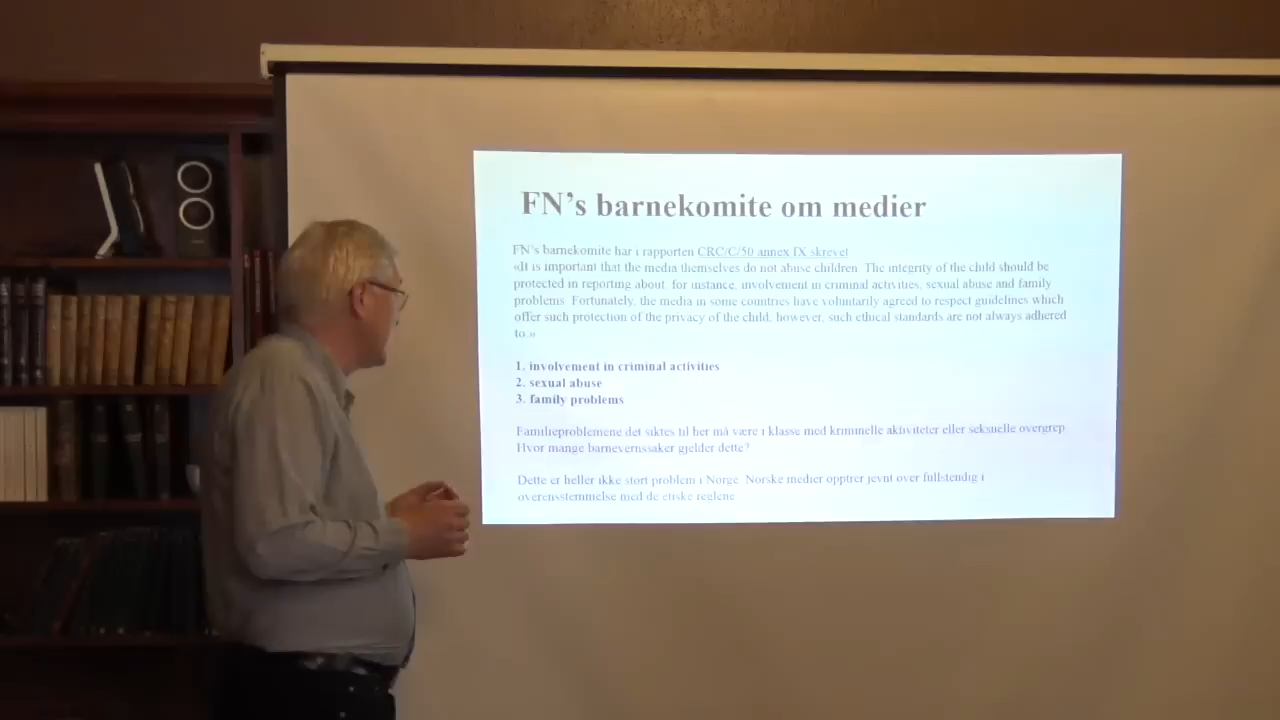 FN's barnekomite om medier
FN's barnekomite har i rapporten CRC/C/50 annex IX skrevet
«It is important that the media themselves do not abuse children. The integrity of the child should be
protected in reporting about, for instance, involvement in criminal activities, sexual abuse and family
problems. Fortunately, the media in some countries have voluntarily agreed to respect guidelines which
offer such protection of the privacy of the child, however, such ethical standards are not always adhered
to.»
1. involvement in criminal activities
2. sexual abuse
3. family problems
Familieproblemene det siktes til her må være i klasse med kriminelle aktiviteter eller seksuelle overgrep.
Hvor mange barnevernssaker gjelder dette?
Dette er heller ikke stort problem i Norge. Norske medier opptrer jevnt over fullstendig i
overensstemmelse med de etiske reglene.